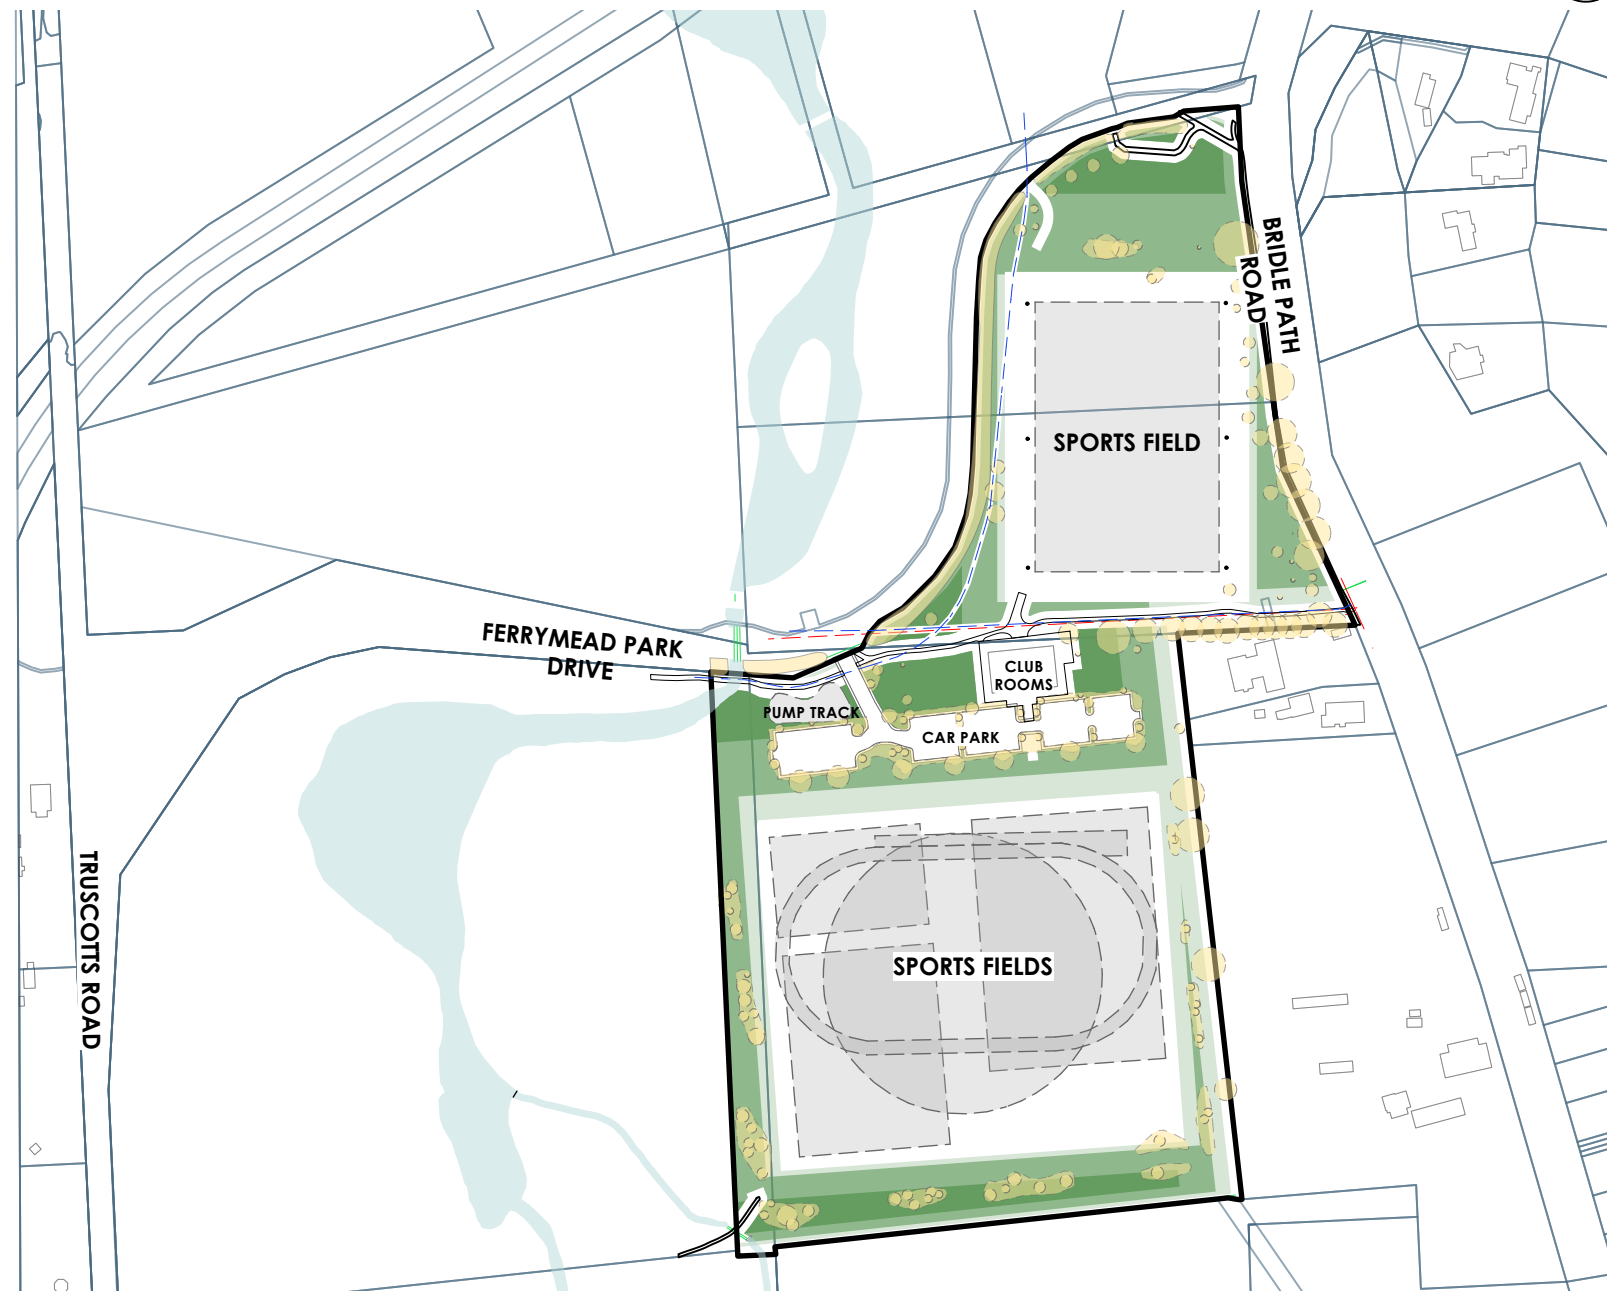 BRIDLE PATH
ROAD
SPORTS FIELD
FERRYMEAD PARK
DRIVE
CLUB
ROOMS
PUMP TRACK
CAR PARK
SPORTS FIELDS
TRUSCOTTS ROAD